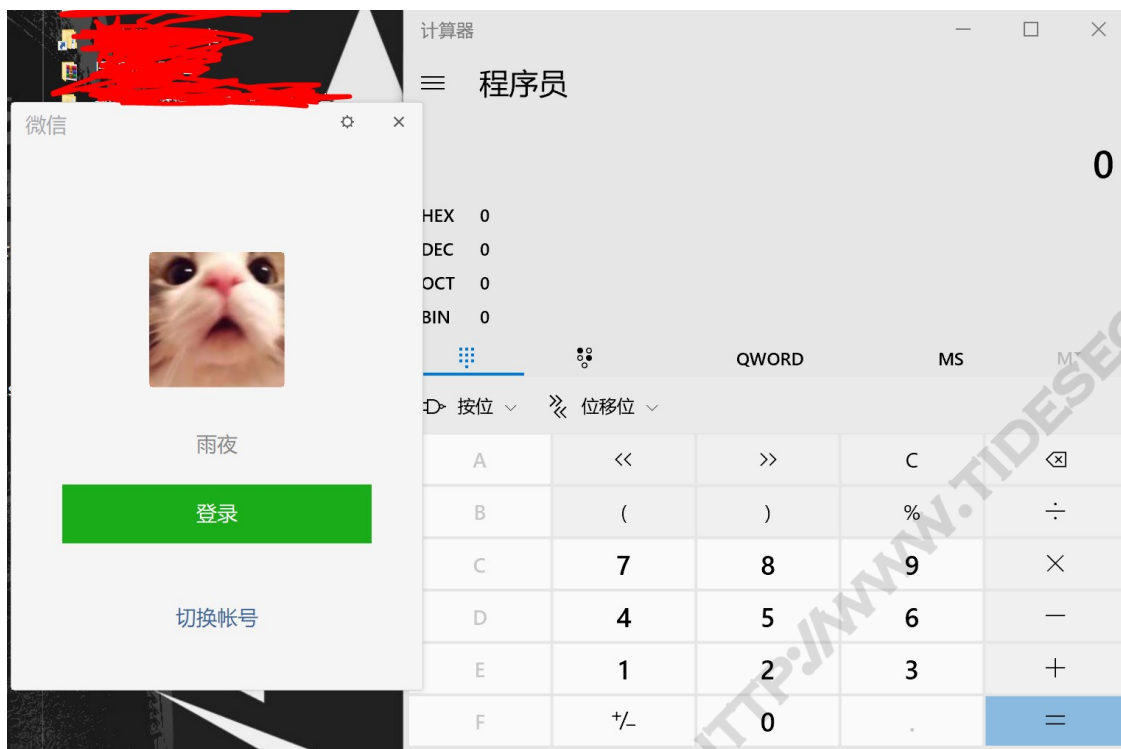 微信
雨夜
登录
切换帐号
计算器
程序员
0
HEX 0
DEC 0
OCT 0
BIN 0
QWORD MS
按位 位移位
A << >> C
B ( ) % ÷
C 7 8 9 ×
D 4 5 6 −
E 1 2 3 +
F +/− 0 . =
HTTP://WWW.TIDESEC